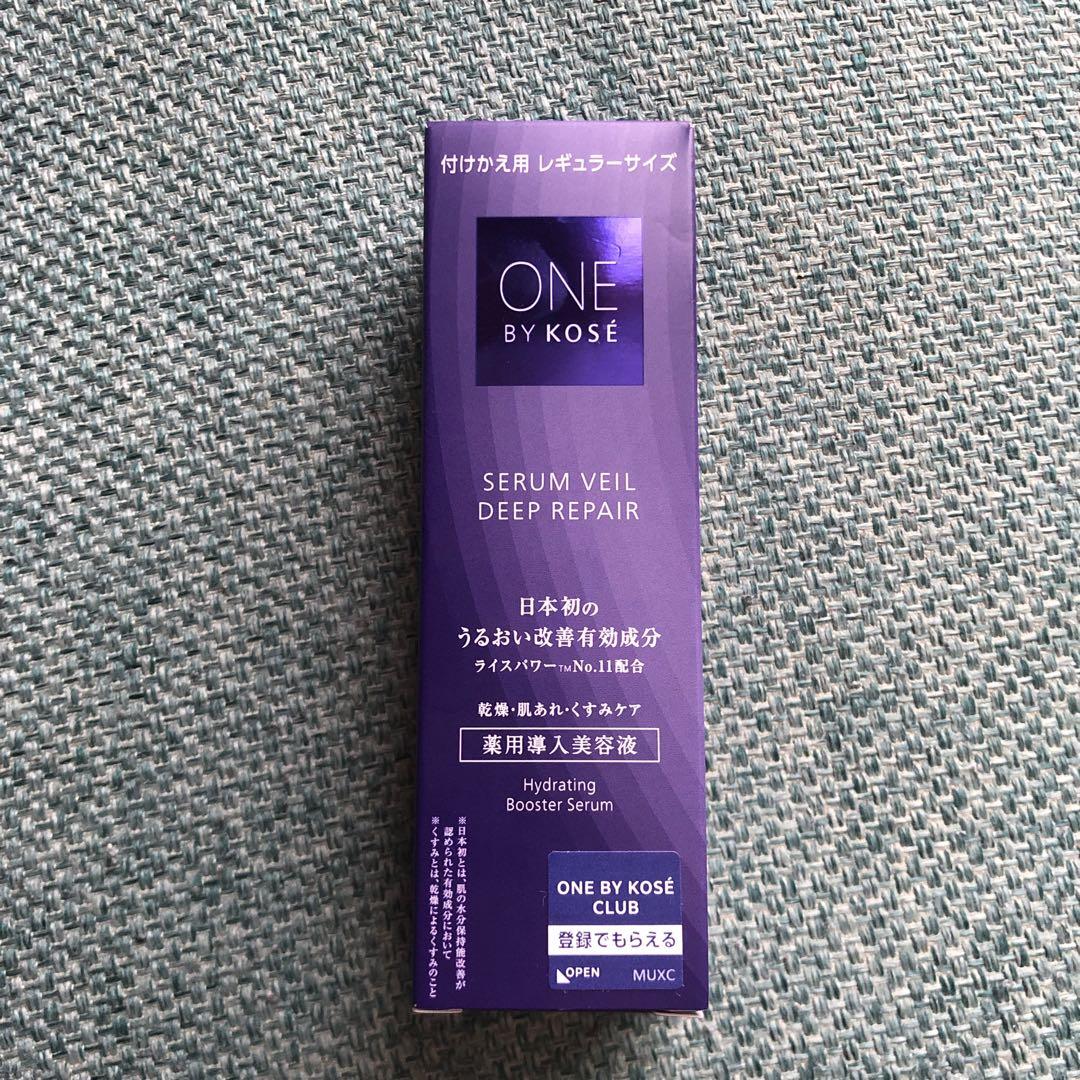 付けかえ用 レギュラーサイズ
ONE
BY KOSÉ
SERUM VEIL
DEEP REPAIR
日本初の
うるおい改善有効成分
ライスパワー™No.11配合
乾燥・肌あれ・くすみケア
薬用導入美容液
Hydrating
Booster Serum
※日本初とは、肌の水分保持能改善が
認められた有効成分において
※くすみとは、乾燥によるくすみのこと
ONE BY KOSÉ
CLUB
登録でもらえる
OPEN MUXC